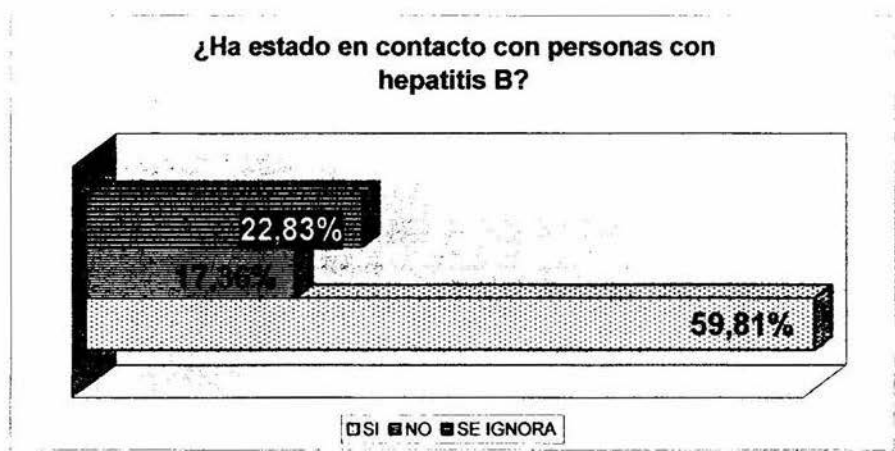 ¿Ha estado en contacto con personas con
hepatitis B?
22,83%
17,36%
59,81%
SI NO SE IGNORA